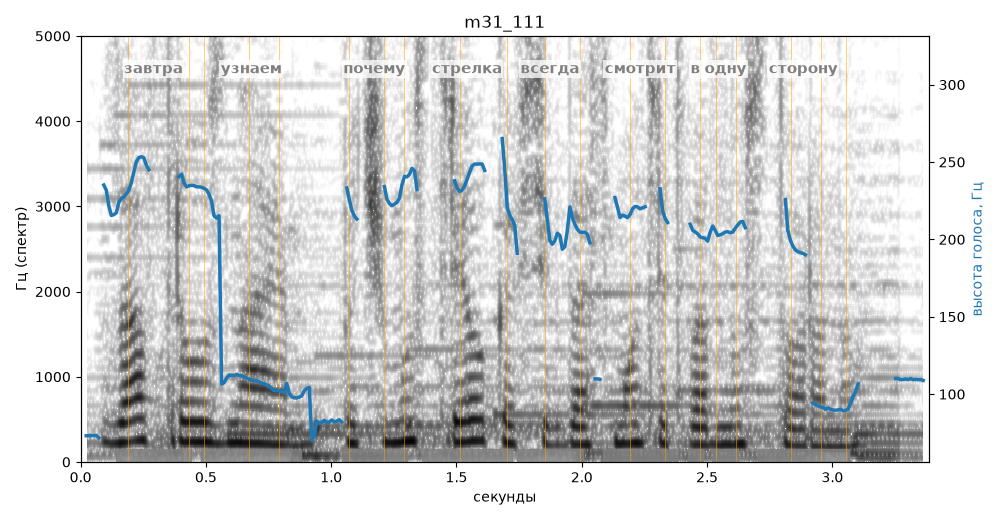 m31_111
завтра узнаем почему стрелка всегда смотрит в одну сторону
5000
4000
3000
2000
1000
0
Гц (спектр)
300
250
200
150
100
высота голоса, Гц
0.0 0.5 1.0 1.5 2.0 2.5 3.0
секунды